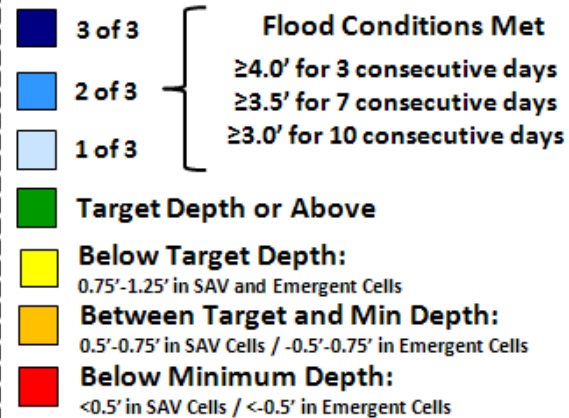 3 of 3
2 of 3
1 of 3
Flood Conditions Met
≥4.0' for 3 consecutive days
≥3.5' for 7 consecutive days
≥3.0' for 10 consecutive days
Target Depth or Above
Below Target Depth:
0.75'-1.25' in SAV and Emergent Cells
Between Target and Min Depth:
0.5'-0.75' in SAV Cells / -0.5'-0.75' in Emergent Cells
Below Minimum Depth:
<0.5' in SAV Cells / <-0.5' in Emergent Cells